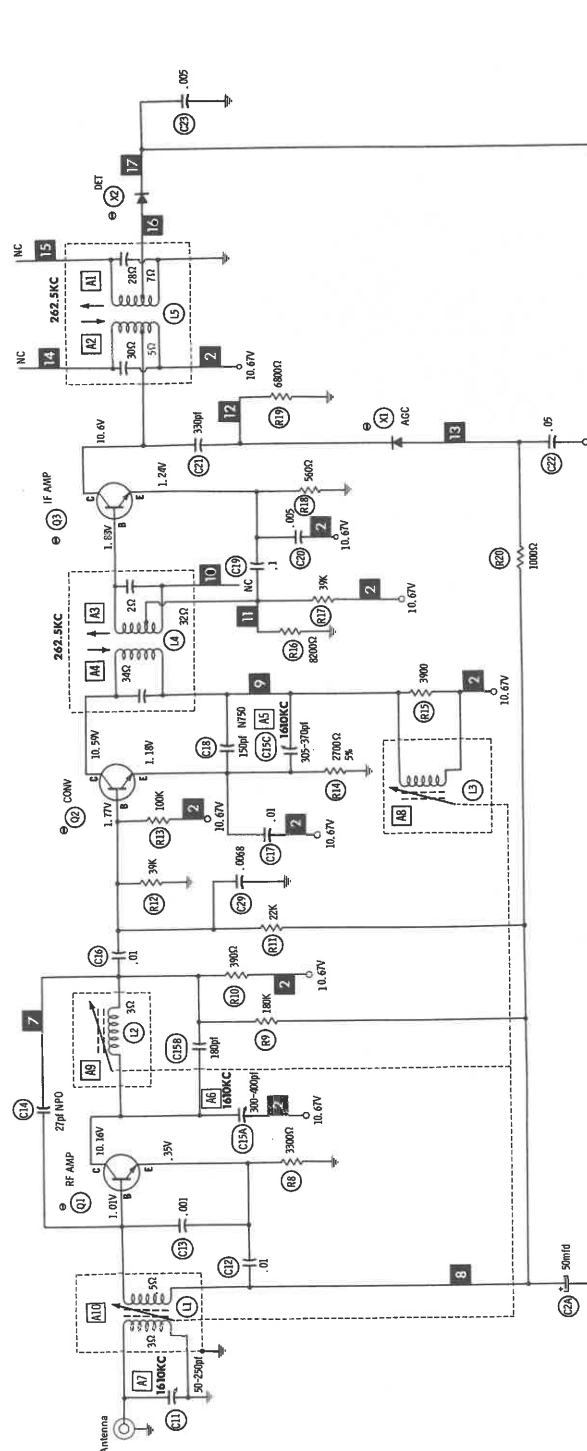 Antenna
C11
50-250pf
A7
1610KC
A10
3Ω
.5Ω
L1
RF AMP
Q1
1.01V
B
C
E
10.16V
.35V
C13
.001
C12
.01
R8
3300Ω
8
C2A
+
50mfd
C14
27pf NPO
7
A9
3Ω
L2
A6
1610KC
C15A
300-400pf
2
10.67V
C15B
180pf
R10
390Ω
2
10.67V
R9
180K
C16
.01
R11
22K
C29
.0068
R12
39K
R13
100K
2
10.67V
CONV
Q2
1.77V
B
C
E
10.59V
1.18V
C17
.01
2
10.67V
R14
2700Ω
5%
C18
150pf
N750
C15C
A5
1610KC
305-370pf
9
A8
L3
R15
3900
2
10.67V
262.5KC
A4
A3
34Ω
2Ω
32Ω
L4
10
NC
11
R16
8200Ω
R17
39K
2
10.67V
C19
.1
C20
.005
2
10.67V
R18
560Ω
IF AMP
Q3
1.83V
B
C
E
10.6V
1.24V
C21
330pf
12
R19
6800Ω
X1
AGC
13
R20
1000Ω
C22
.05
262.5KC
A2
A1
30Ω
.5Ω
28Ω
7Ω
L5
NC
14
NC
15
2
10.67V
16
DET
X2
17
C23
.005